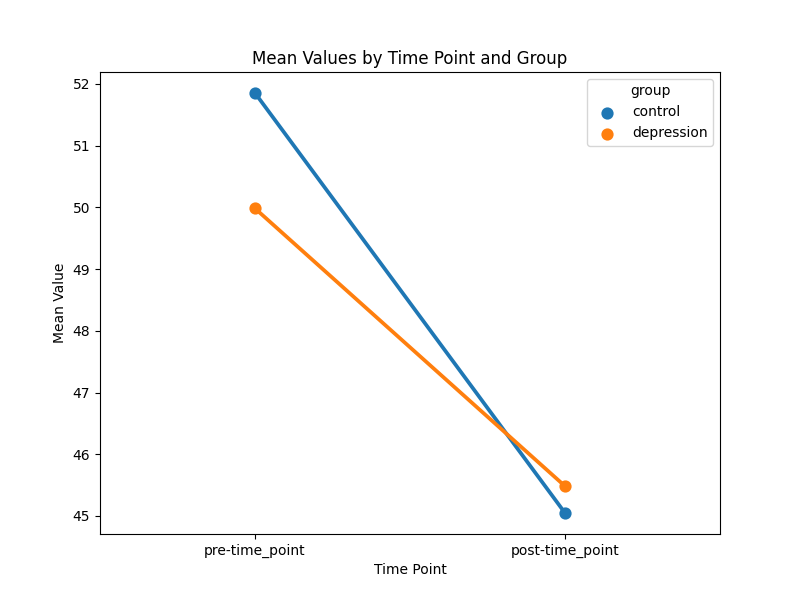 Mean Values by Time Point and Group
group
control
depression
Mean Value
52
51
50
49
48
47
46
45
pre-time_point
post-time_point
Time Point